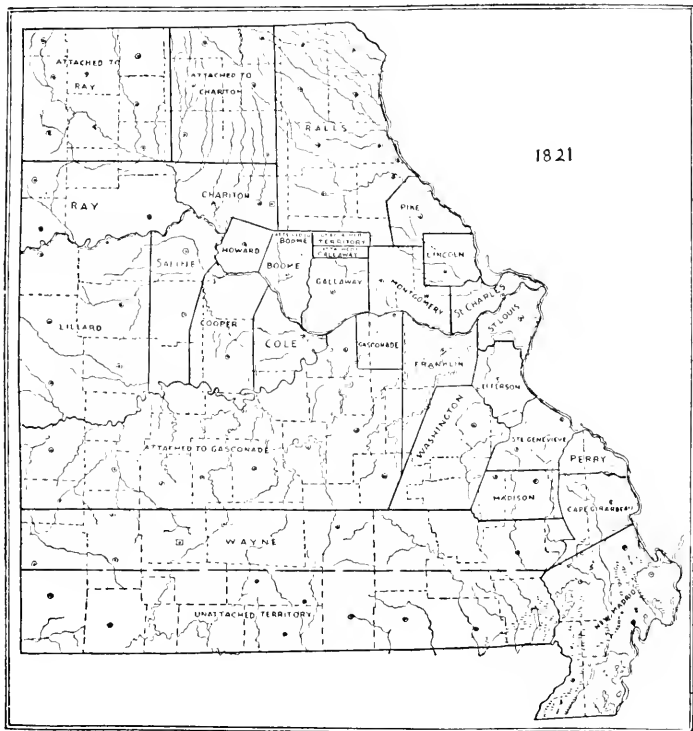 ATTACHED TO
RAY
ATTACHED TO
CHARITON
RALLS
1821
RAY
CHARITON
PIKE
HOWARD
BOONE
TERRITORY
CALLAWAY
LINCOLN
SALINE
BOONE
CALLAWAY
MONTGOMERY
ST CHARLES
ST LOUIS
LILLARD
COOPER
COLE
GASCONADE
FRANKLIN
JEFFERSON
WASHINGTON
ATTACHED TO GASCONADE
STE GENEVIEVE
PERRY
MADISON
CAPE GIRARDEAU
WAYNE
NEW MADRID
UNATTACHED TERRITORY